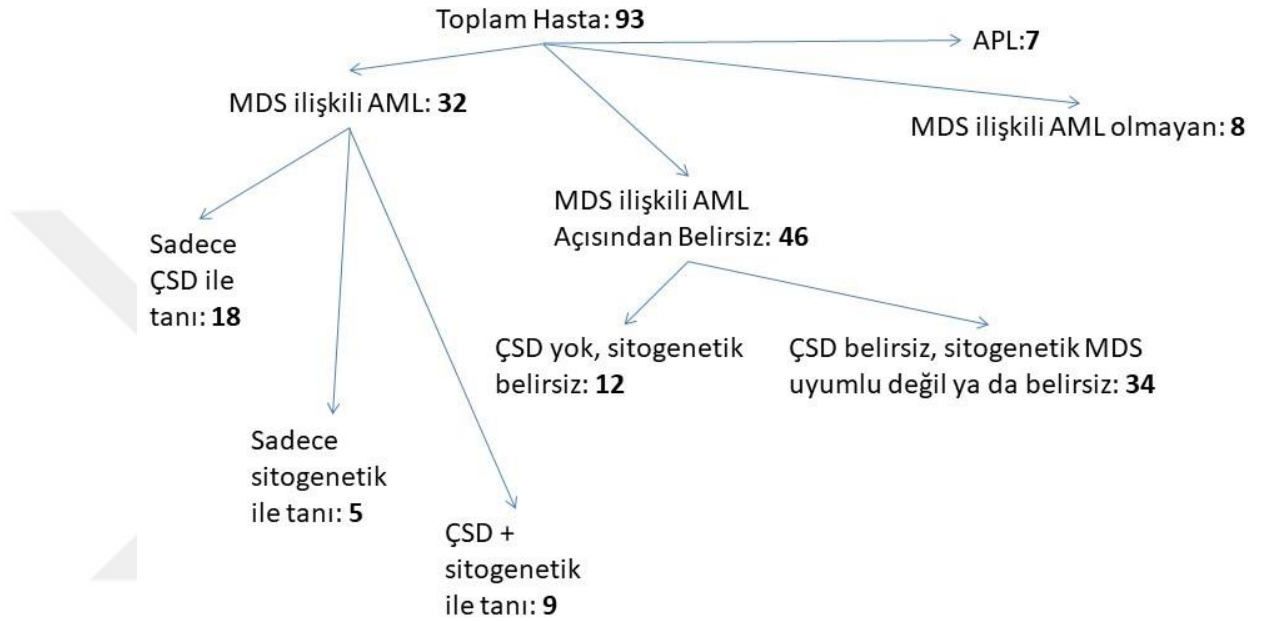 Toplam Hasta: 93
APL:7
MDS ilişkili AML: 32
MDS ilişkili AML olmayan: 8
MDS ilişkili AML
Açısından Belirsiz: 46
Sadece
ÇSD ile
tanı: 18
ÇSD yok, sitogenetik
belirsiz: 12
ÇSD belirsiz, sitogenetik MDS
uyumlu değil ya da belirsiz: 34
Sadece
sitogenetik
ile tanı: 5
ÇSD +
sitogenetik
ile tanı: 9